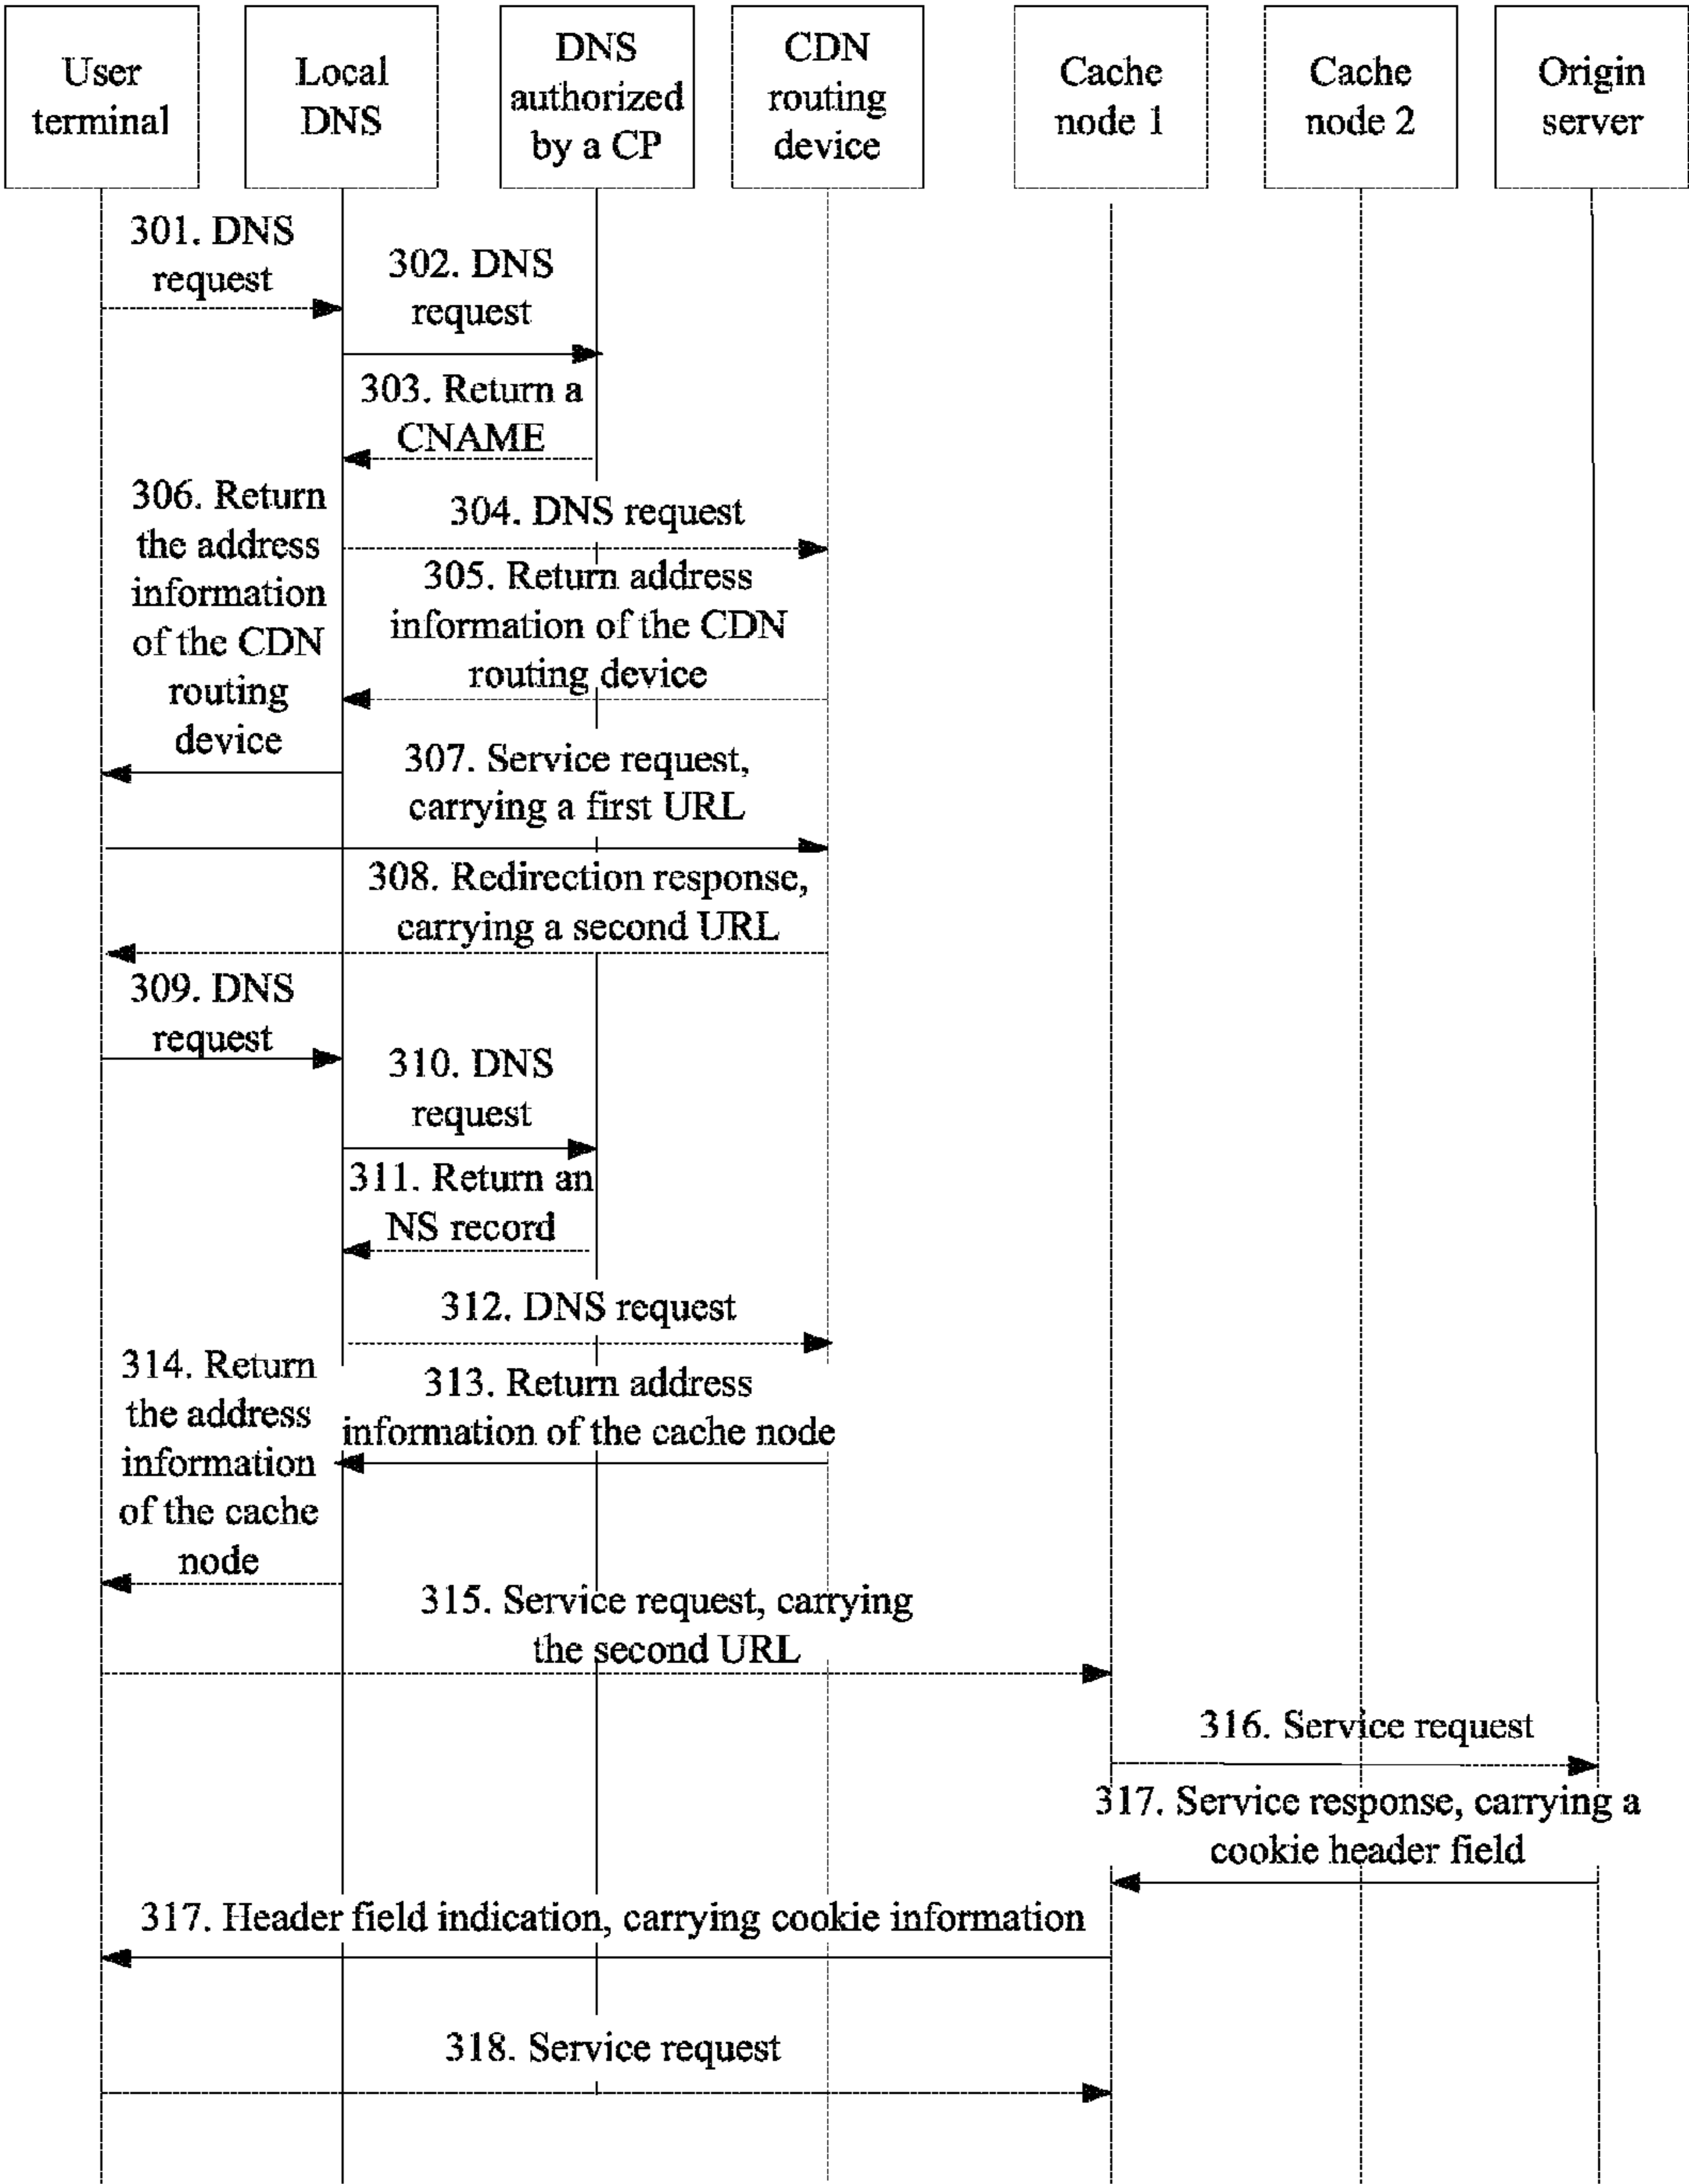 User
terminal
Local
DNS
DNS
authorized
by a CP
CDN
routing
device
Cache
node 1
Cache
node 2
Origin
server
301. DNS
request
302. DNS
request
303. Return a
CNAME
304. DNS request
305. Return address
information of the CDN
routing device
306. Return
the address
information
of the CDN
routing
device
307. Service request,
carrying a first URL
308. Redirection response,
carrying a second URL
309. DNS
request
310. DNS
request
311. Return an
NS record
312. DNS request
313. Return address
information of the cache node
314. Return
the address
information
of the cache
node
315. Service request, carrying
the second URL
316. Service request
317. Service response, carrying a
cookie header field
317. Header field indication, carrying cookie information
318. Service request